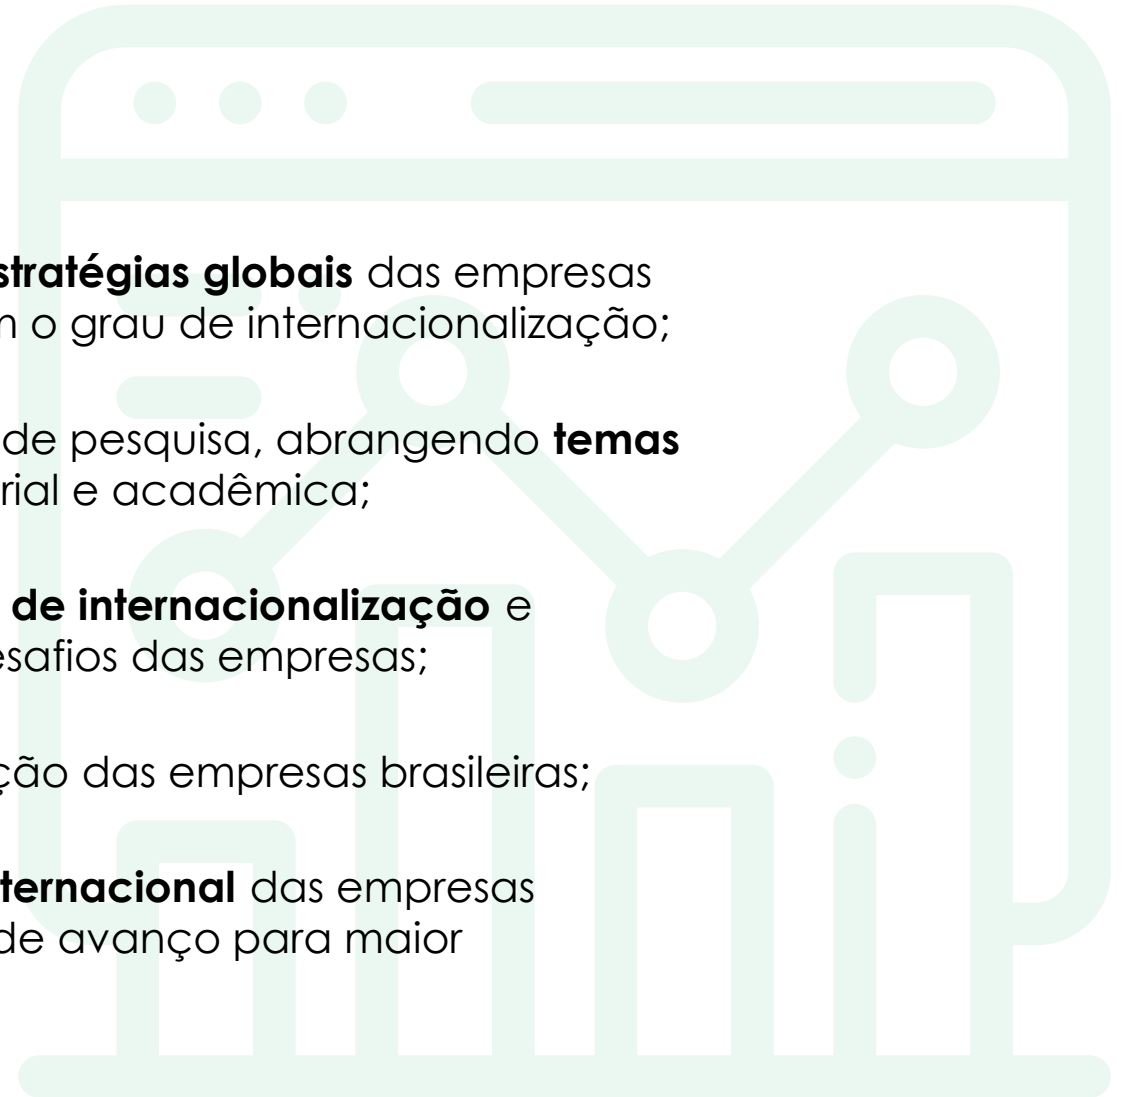 stratégias globais das empresas
m o grau de internacionalização;
de pesquisa, abrangendo temas
rial e acadêmica;
de internacionalização e
esafios das empresas;
ção das empresas brasileiras;
ternacional das empresas
de avanço para maior